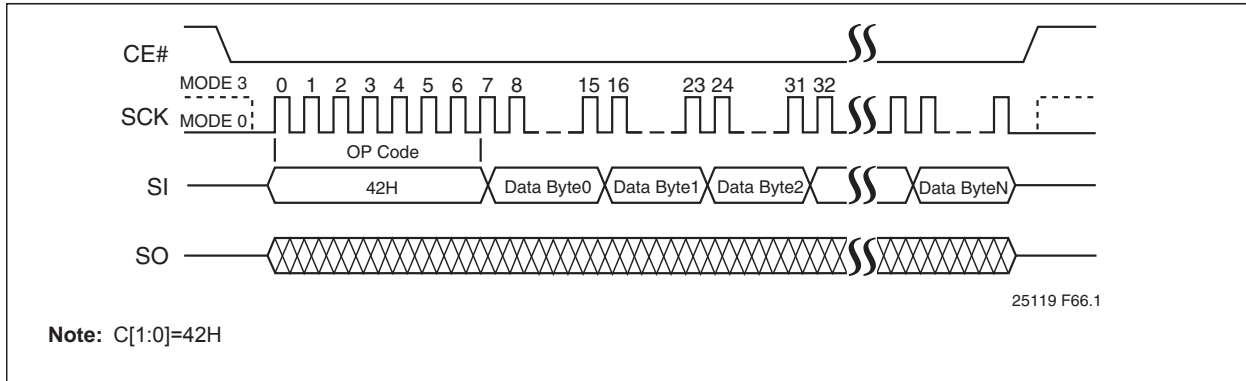 CE#
MODE 3 0 1 2 3 4 5 6 7 8 15 16 23 24 31 32
SCK MODE 0
OP Code
SI 42H Data Byte0 Data Byte1 Data Byte2 Data ByteN
SO
25119 F66.1
Note: C[1:0]=42H